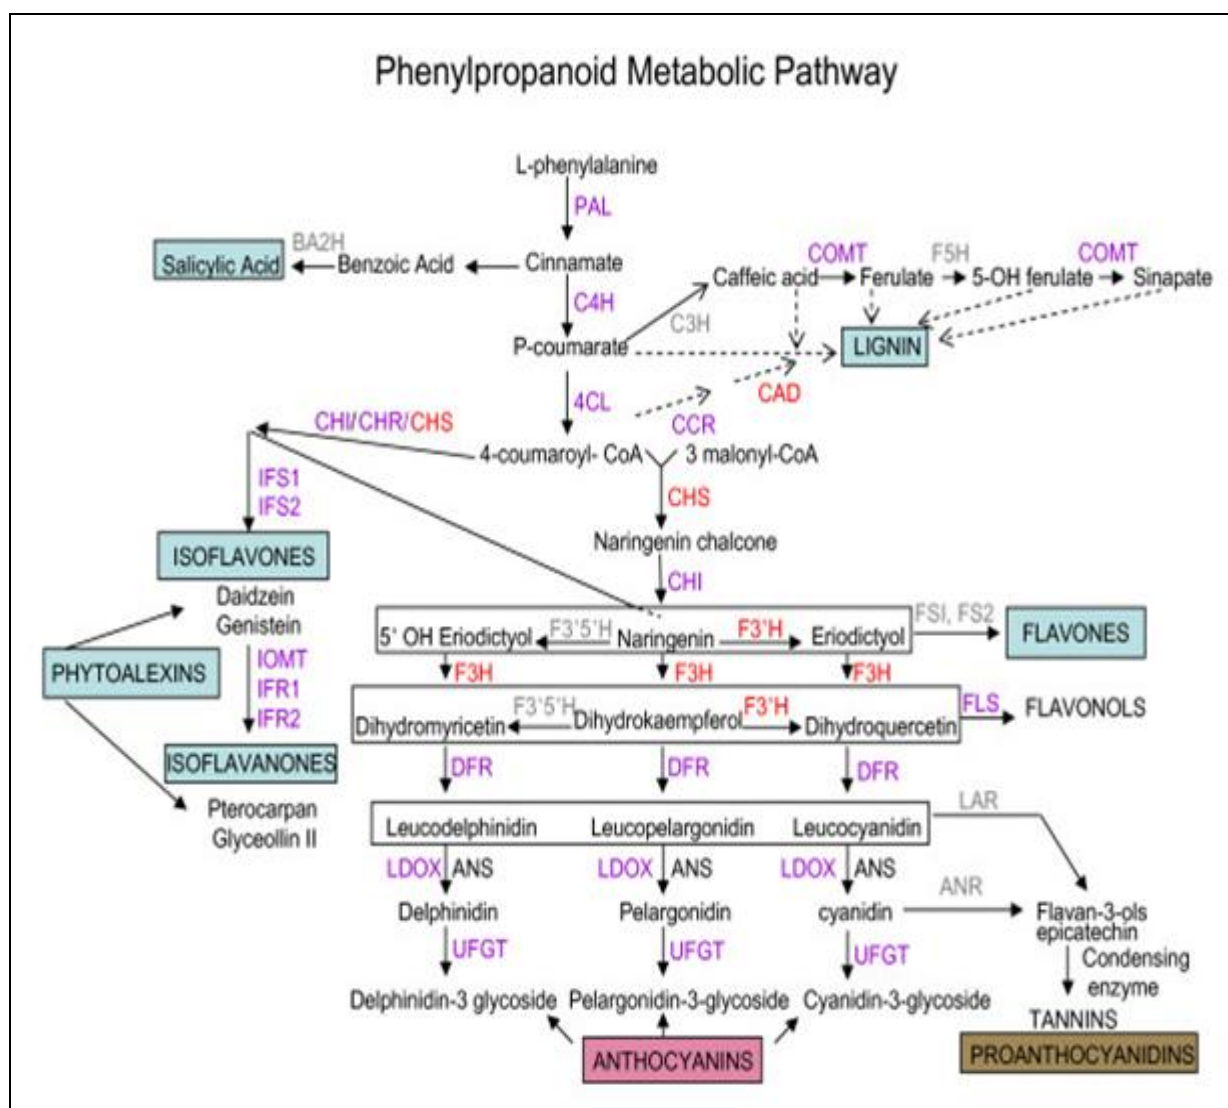 Phenylpropanoid Metabolic Pathway
L-phenylalanine
PAL
BA2H
Salicylic Acid
Benzoic Acid
Cinnamate
COMT
F5H
COMT
Caffeic acid
Ferulate
5-OH ferulate
Sinapate
C4H
C3H
P-coumarate
LIGNIN
4CL
CAD
CHI/CHR/CHS
CCR
4-coumaroyl- CoA
3 malonyl-CoA
IFS1
IFS2
CHS
ISOFLAVONES
Naringenin chalcone
CHI
Daidzein
Genistein
5' OH Eriodictyol
F3'5'H
Naringenin
F3'H
Eriodictyol
FSI, FS2
FLAVONES
PHYTOALEXINS
IOMT
IFR1
IFR2
F3H
F3H
F3H
Dihydromyricetin
F3'5'H
Dihydrokaempferol
F3'H
Dihydroquercetin
FLS
FLAVONOLS
ISOFLAVANONES
DFR
DFR
DFR
Pterocarpan
Glyceollin II
Leucodelphinidin
Leucopelargonidin
Leucocyanidin
LAR
LDOX ANS
LDOX ANS
LDOX ANS
ANR
Delphinidin
Pelargonidin
cyanidin
Flavan-3-ols
epicatechin
UFGT
UFGT
UFGT
Condensing
enzyme
Delphinidin-3 glycoside
Pelargonidin-3-glycoside
Cyanidin-3-glycoside
TANNINS
ANTHOCYANINS
PROANTHOCYANIDINS